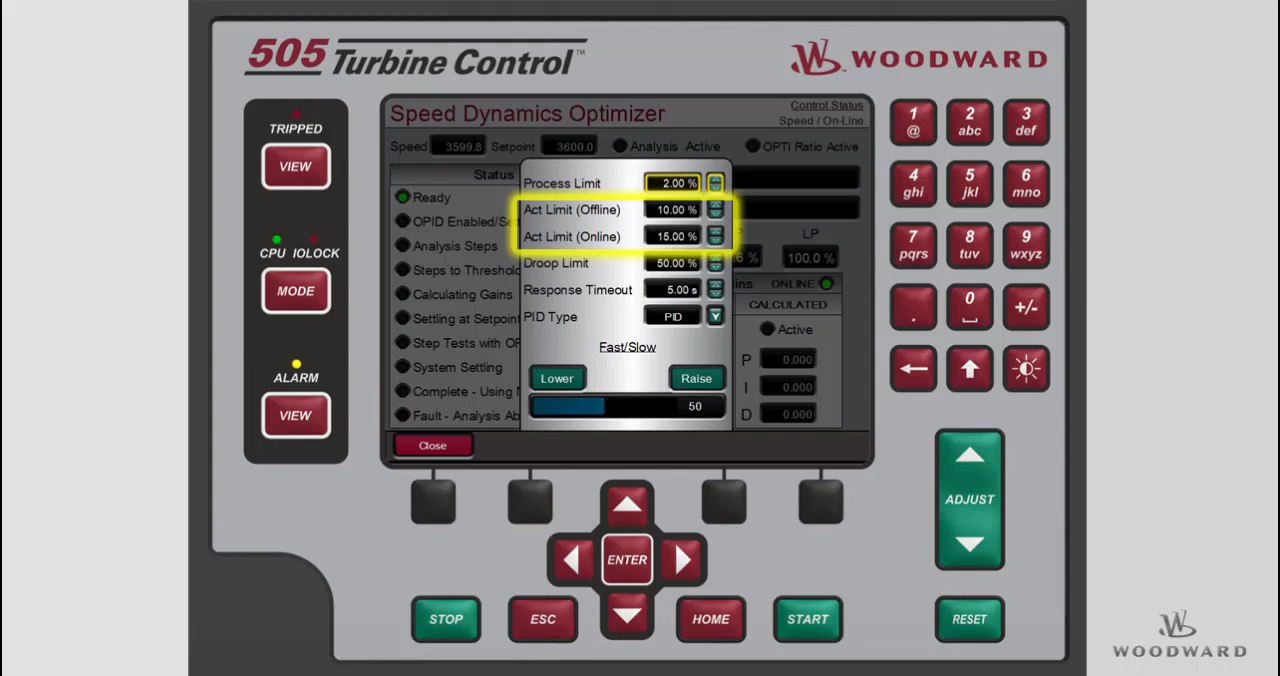 505 Turbine Control™
WOODWARD
TRIPPED
VIEW
CPU IOLOCK
MODE
ALARM
VIEW
Speed Dynamics Optimizer
Control Status
Speed / On-Line
Speed 3599.8 Setpoint 3600.0 Analysis Active OPTI Ratio Active
Status
Ready
OPID Enabled/Se
Analysis Steps
Steps to Threshold
Calculating Gains
Settling at Setpoint
Step Tests with OP
System Settling
Complete - Using
Fault - Analysis Ab
Process Limit 2.00 %
Act Limit (Offline) 10.00 %
Act Limit (Online) 15.00 %
Droop Limit 50.00 %
Response Timeout 5.00 s
PID Type PID
Fast/Slow
Lower Raise
50
LP
6 % 100.0 %
ins ONLINE
CALCULATED
Active
P 0.000
I 0.000
D 0.000
Close
1 @
2 abc
3 def
4 ghi
5 jkl
6 mno
7 pqrs
8 tuv
9 wxyz
.
0
+/-
ADJUST
ENTER
STOP
ESC
HOME
START
RESET
WOODWARD